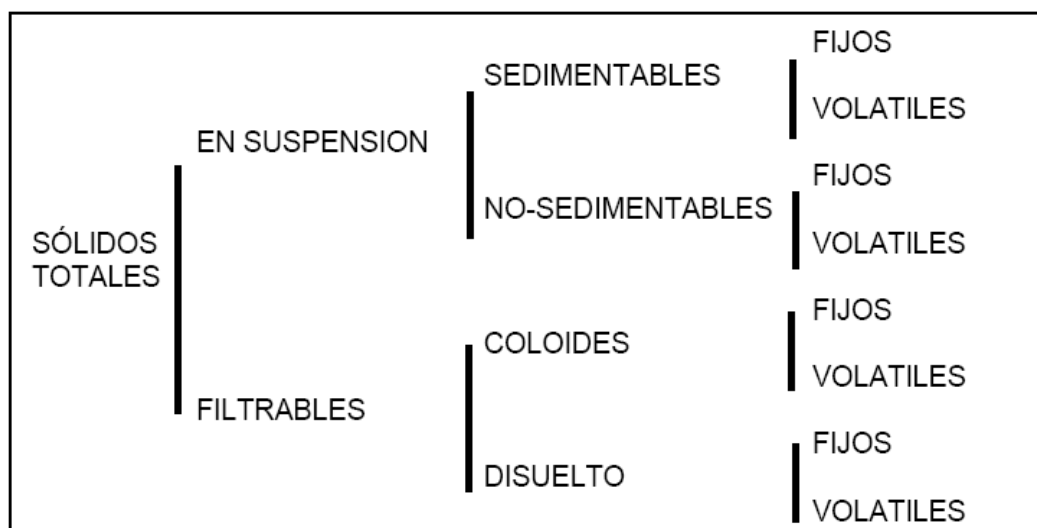 SÓLIDOS
TOTALES
EN SUSPENSION
FILTRABLES
SEDIMENTABLES
NO-SEDIMENTABLES
COLOIDES
DISUELTO
FIJOS
VOLATILES
FIJOS
VOLATILES
FIJOS
VOLATILES
FIJOS
VOLATILES